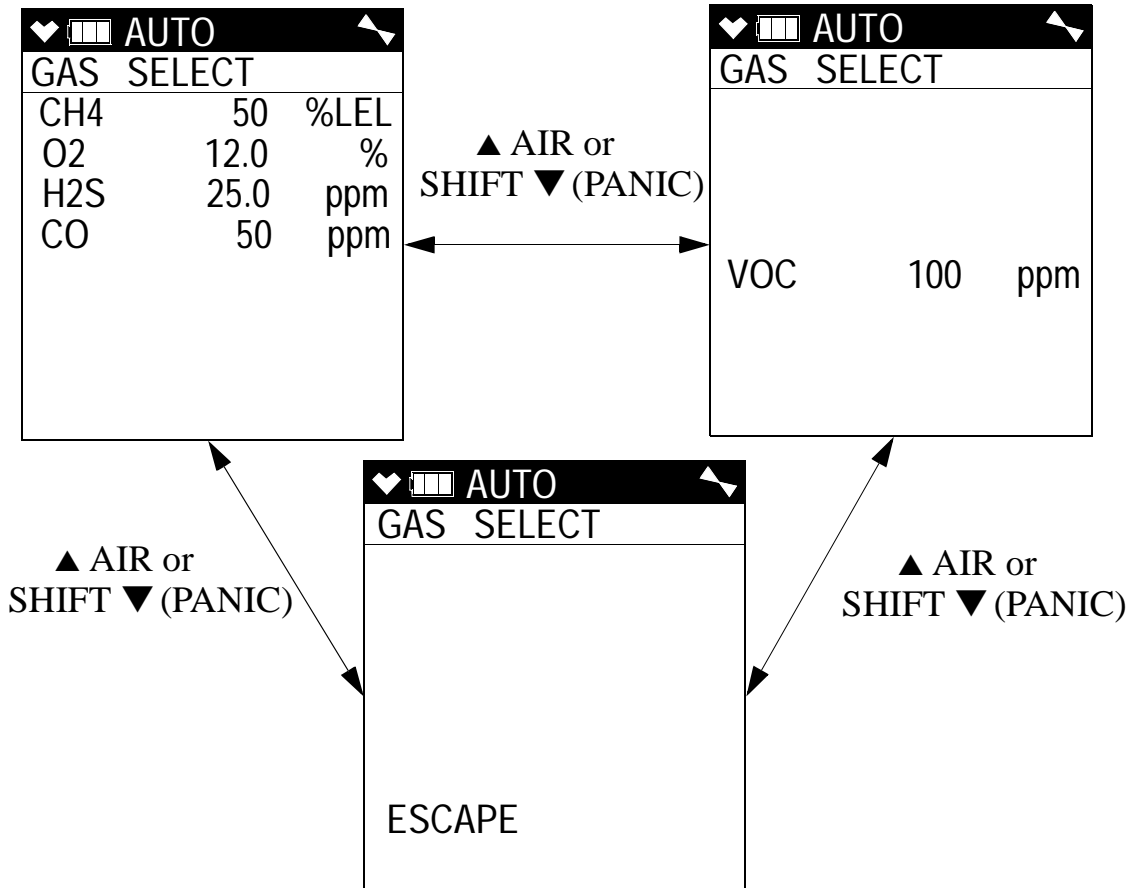 AUTO
GAS SELECT
CH4 50 %LEL
O2 12.0 %
H2S 25.0 ppm
CO 50 ppm
▲ AIR or
SHIFT ▼ (PANIC)
AUTO
GAS SELECT
VOC 100 ppm
▲ AIR or
SHIFT ▼ (PANIC)
AUTO
GAS SELECT
ESCAPE
▲ AIR or
SHIFT ▼ (PANIC)